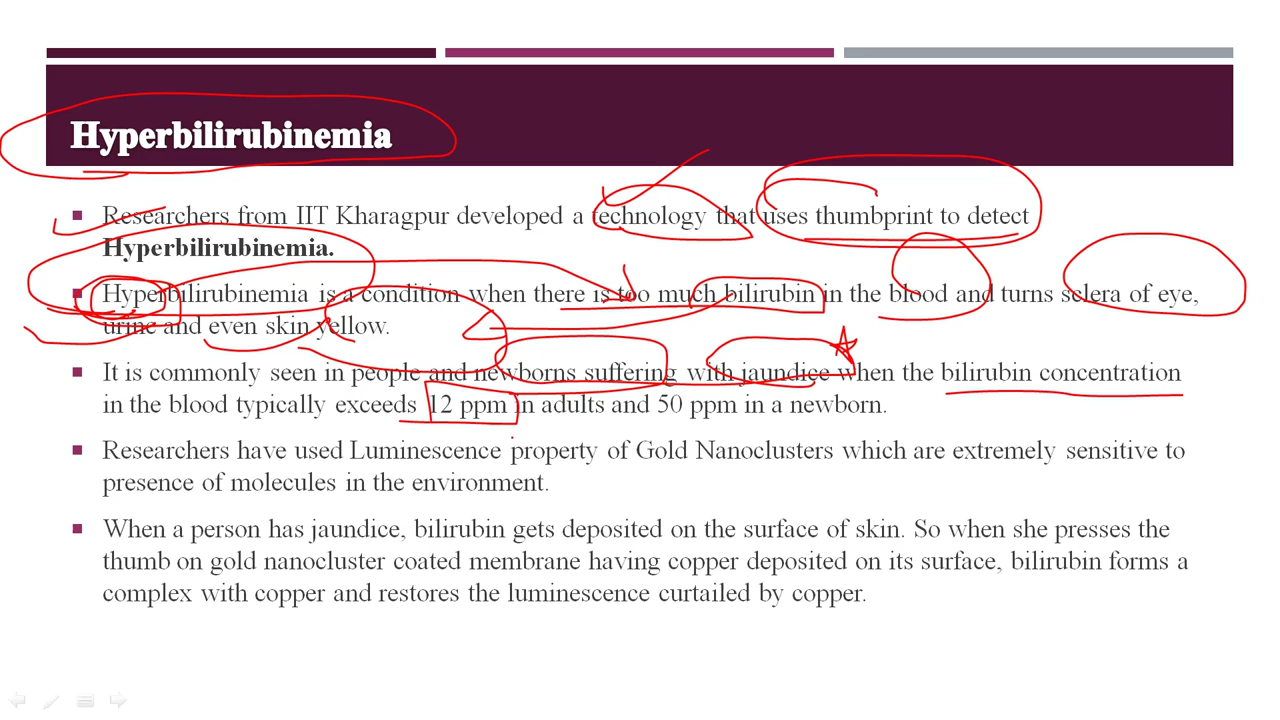 Hyperbilirubinemia
Researchers from IIT Kharagpur developed a technology that uses thumbprint to detect
Hyperbilirubinemia.
Hyperbilirubinemia is a condition when there is too much bilirubin in the blood and turns sclera of eye,
urine and even skin yellow.
It is commonly seen in people and newborns suffering with jaundice when the bilirubin concentration
in the blood typically exceeds 12 ppm in adults and 50 ppm in a newborn.
Researchers have used Luminescence property of Gold Nanoclusters which are extremely sensitive to
presence of molecules in the environment.
When a person has jaundice, bilirubin gets deposited on the surface of skin. So when she presses the
thumb on gold nanocluster coated membrane having copper deposited on its surface, bilirubin forms a
complex with copper and restores the luminescence curtailed by copper.